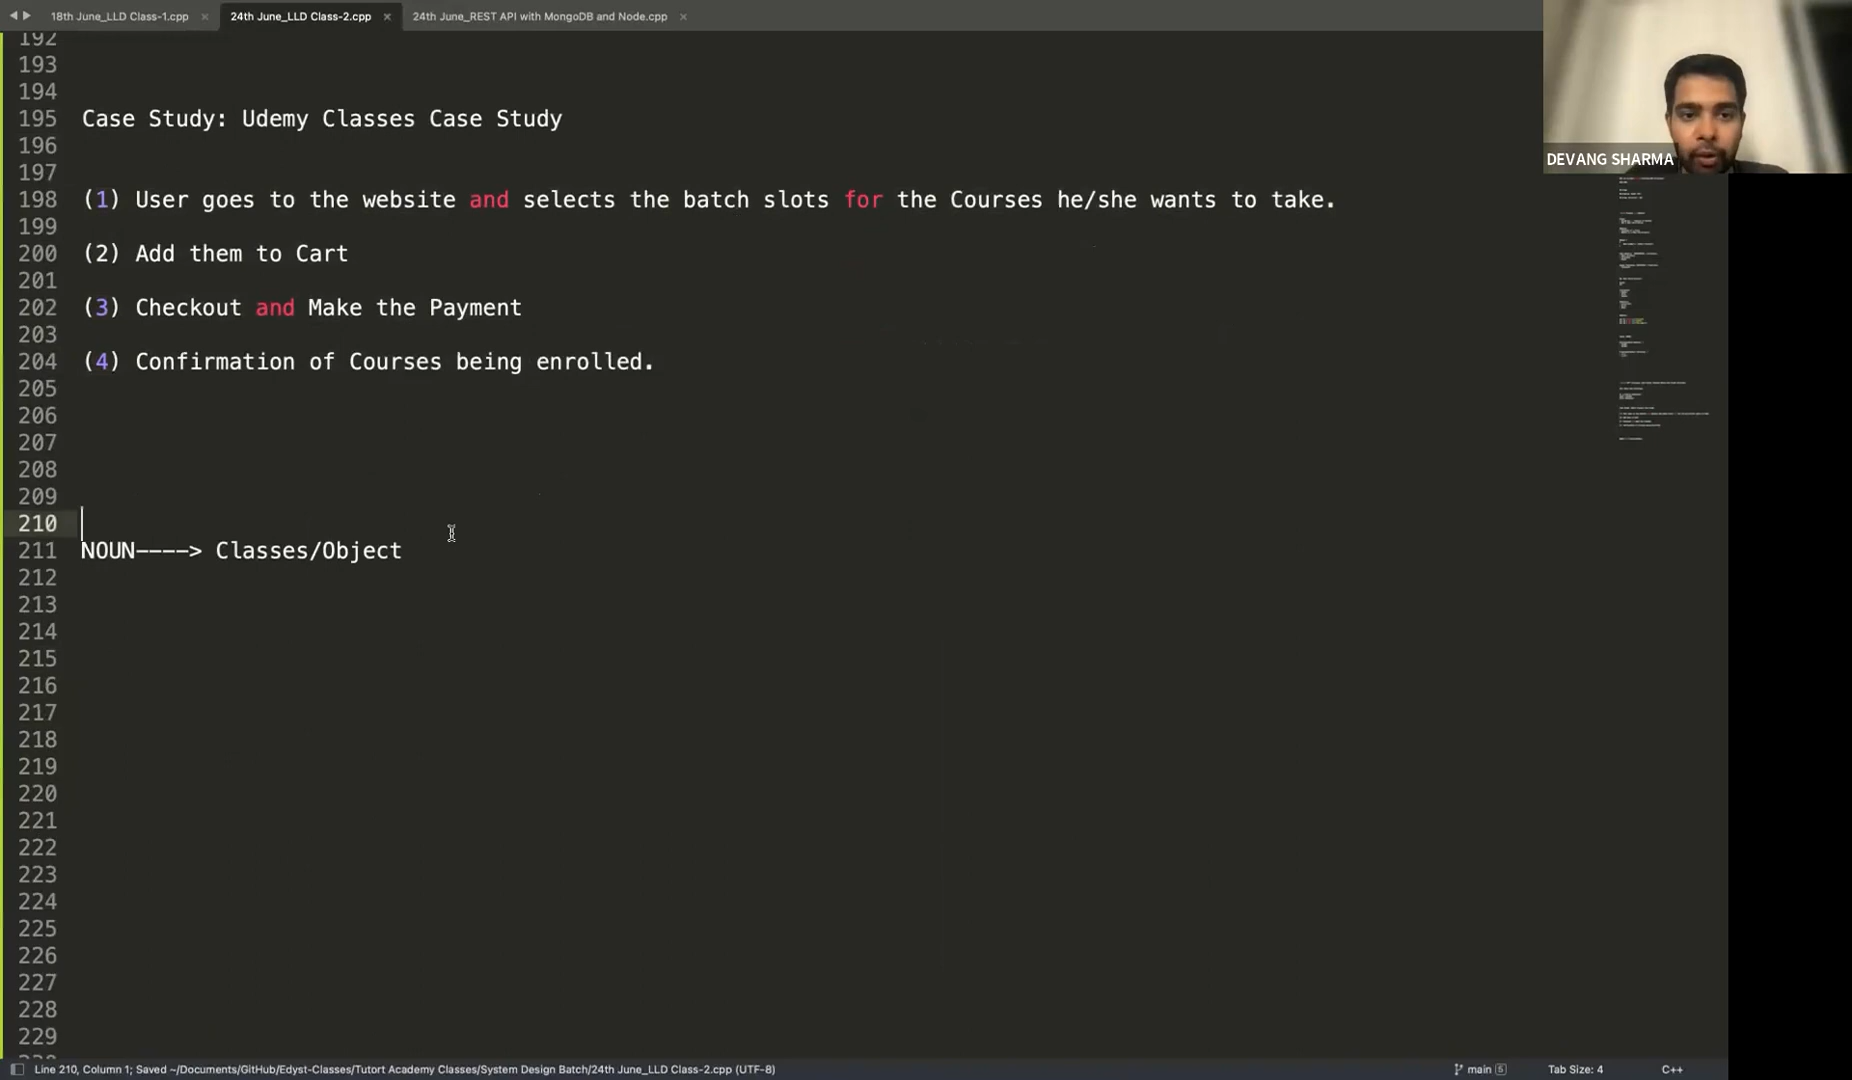 18th June_LLD Class-1.cpp
24th June_LLD Class-2.cpp
24th June_REST API with MongoDB and Node.cpp
DEVANG SHARMA
192
193
194
195 Case Study: Udemy Classes Case Study
196
197
198 (1) User goes to the website and selects the batch slots for the Courses he/she wants to take.
199
200 (2) Add them to Cart
201
202 (3) Checkout and Make the Payment
203
204 (4) Confirmation of Courses being enrolled.
205
206
207
208
209
210
211 NOUN----> Classes/Object
212
213
214
215
216
217
218
219
220
221
222
223
224
225
226
227
228
229
Line 210, Column 1; Saved ~/Documents/GitHub/Edyst-Classes/Tutort Academy Classes/System Design Batch/24th June_LLD Class-2.cpp (UTF-8)
main 5
Tab Size: 4
C++